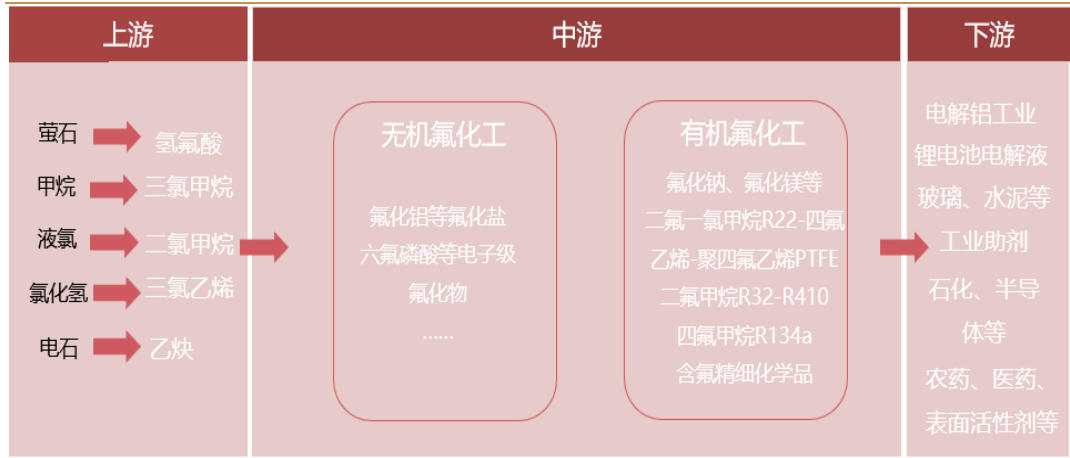 上游
中游
下游
萤石
氢氟酸
甲烷
三氯甲烷
液氯
二氯甲烷
氯化氢
三氯乙烯
电石
乙炔
无机氟化工
氟化铝等氟化盐
六氟磷酸等电子级
氟化物
......
有机氟化工
氟化钠、氟化镁等
二氟一氯甲烷R22-四氟
乙烯-聚四氟乙烯PTFE
二氟甲烷R32-R410
四氟甲烷R134a
含氟精细化学品
电解铝工业
锂电池电解液
玻璃、水泥等
工业助剂
石化、半导
体等
农药、医药、
表面活性剂等